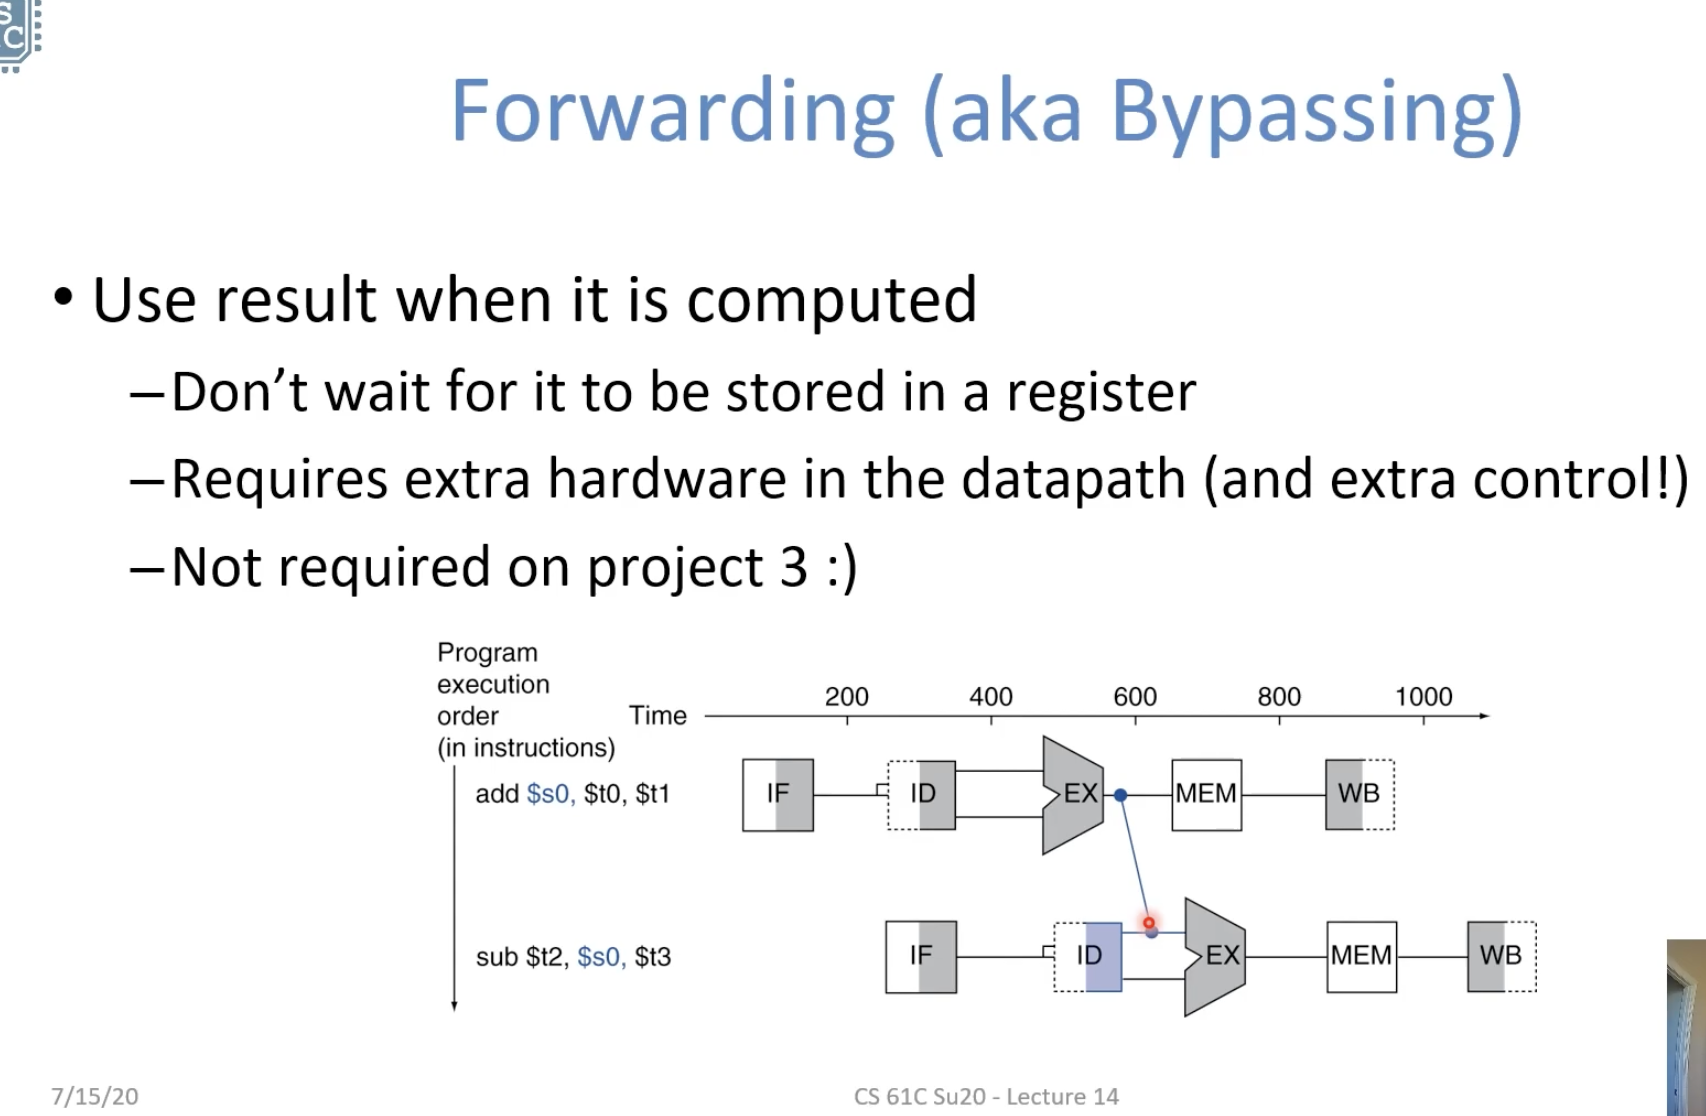 S
C
Forwarding (aka Bypassing)
• Use result when it is computed
–Don’t wait for it to be stored in a register
–Requires extra hardware in the datapath (and extra control!)
–Not required on project 3 :)
Program
execution
order
(in instructions)
Time
200 400 600 800 1000
add $s0, $t0, $t1
IF ID EX MEM WB
sub $t2, $s0, $t3
IF ID EX MEM WB
7/15/20
CS 61C Su20 - Lecture 14